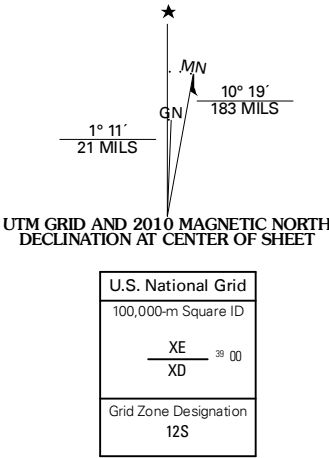 ★
MN
GN
10° 19´
183 MILS
1° 11´
21 MILS
UTM GRID AND 2010 MAGNETIC NORTH
DECLINATION AT CENTER OF SHEET
U.S. National Grid
100,000-m Square ID
XE
39 00
XD
Grid Zone Designation
12S